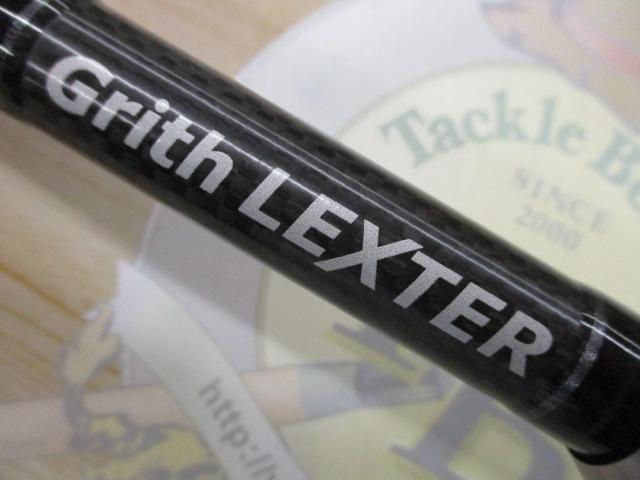 Grith LEXTER
Tackle Be
SINCE
2000
http://